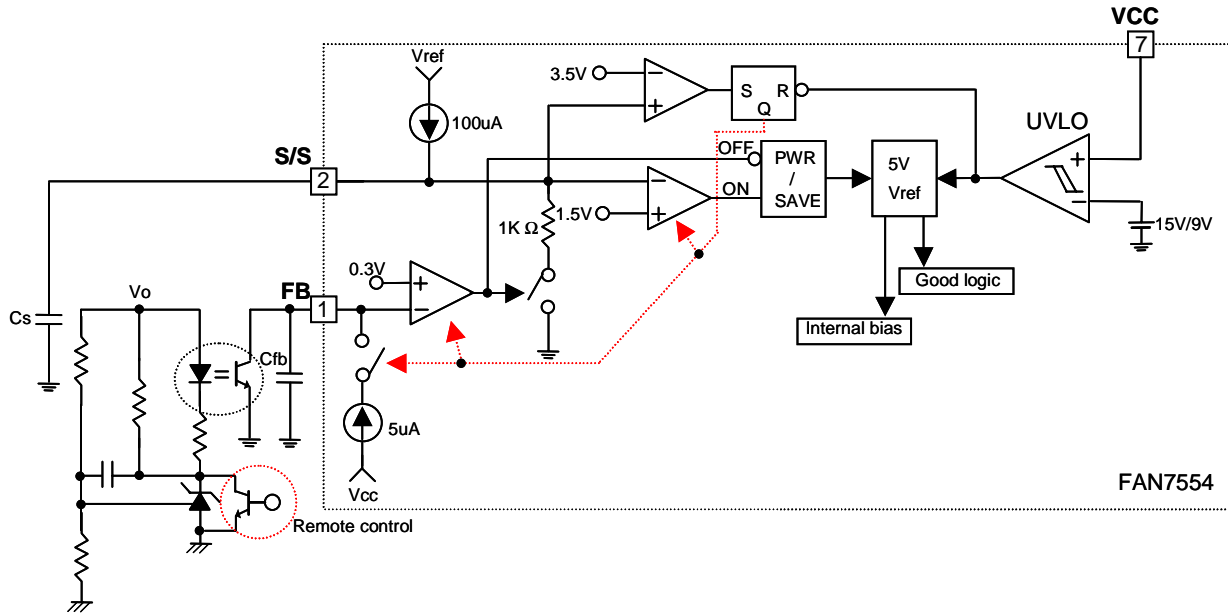 VCC
7
Vref
3.5V
S R
Q
100uA
UVLO
S/S
OFF
PWR
/
SAVE
5V
Vref
2
ON
1.5V
1K Ω
15V/9V
0.3V
Good logic
FB
Vo
1
Cs
Internal bias
Cfb
5uA
Vcc
FAN7554
Remote control